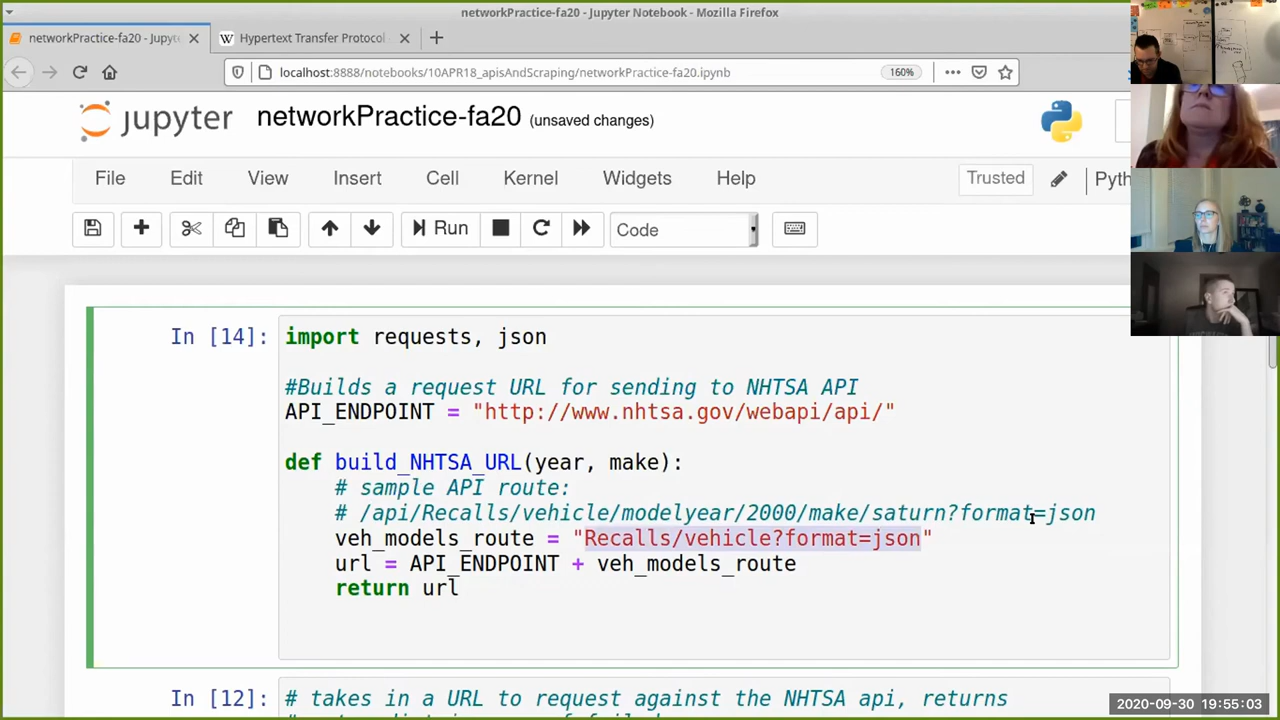 networkPractice-fa20 - Jupyter Notebook - Mozilla Firefox
networkPractice-fa20 - Jupyte
Hypertext Transfer Protocol
localhost:8888/notebooks/10APR18_apisAndScraping/networkPractice-fa20.ipynb
160%
jupyter networkPractice-fa20 (unsaved changes)
File Edit View Insert Cell Kernel Widgets Help Trusted Pyth
Run Code
In [14]: import requests, json
#Builds a request URL for sending to NHTSA API
API_ENDPOINT = "http://www.nhtsa.gov/webapi/api/"
def build_NHTSA_URL(year, make):
# sample API route:
# /api/Recalls/vehicle/modelyear/2000/make/saturn?format=json
veh_models_route = "Recalls/vehicle?format=json"
url = API_ENDPOINT + veh_models_route
return url
In [12]: # takes in a URL to request against the NHTSA api, returns
2020-09-30 19:55:03